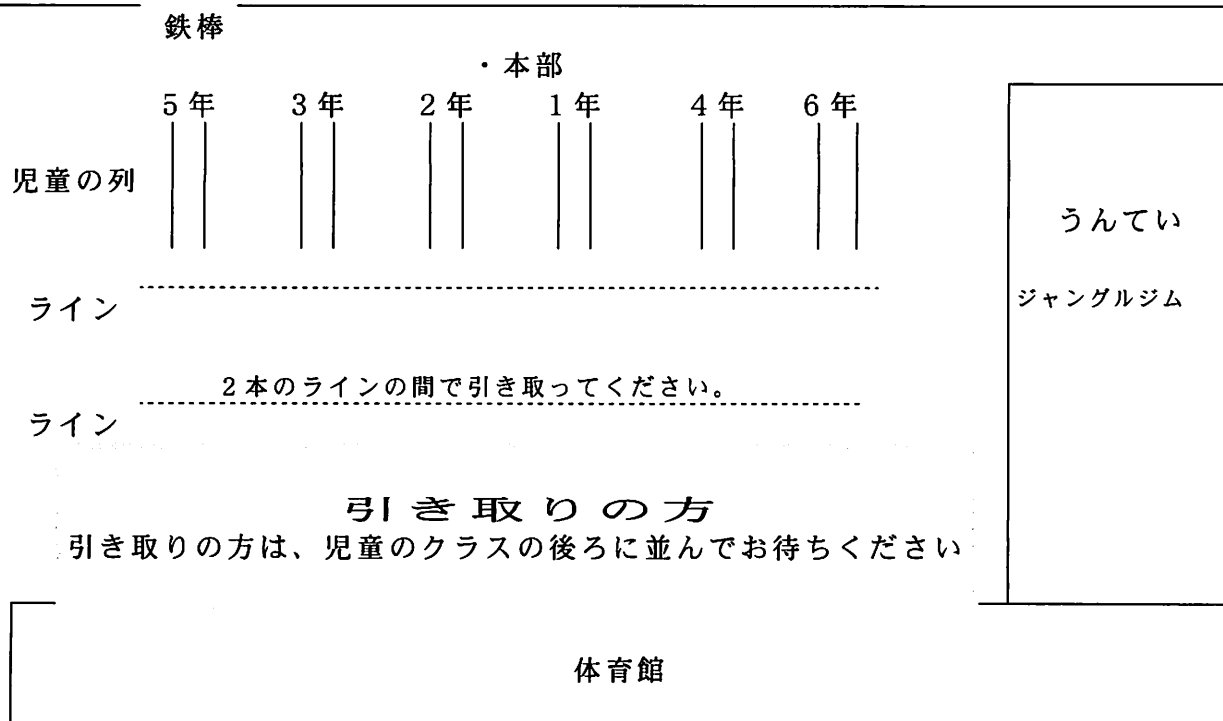 鉄棒
・本部
5年 3年 2年 1年 4年 6年
児童の列
うんてい
ジャングルジム
ライン
2本のラインの間で引き取ってください。
ライン
引き取りの方
引き取りの方は、児童のクラスの後ろに並んでお待ちください
体育館